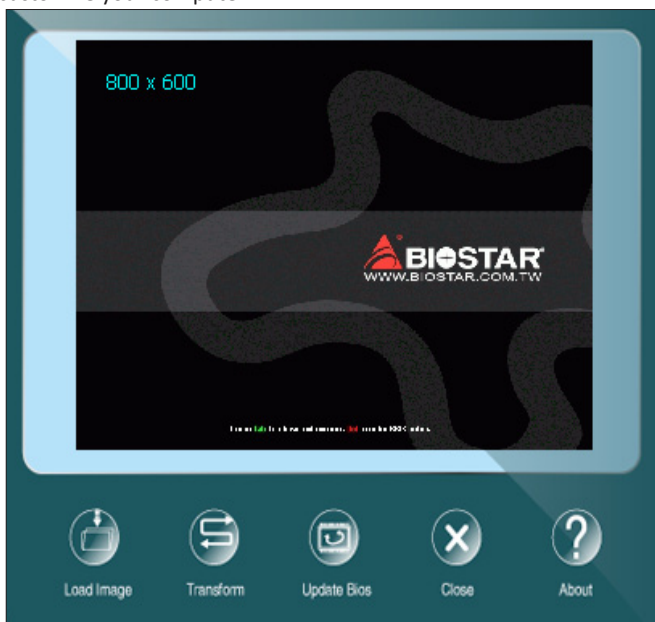 800 x 600
BIOSTAR
WWW.BIOSTAR.COM.TW
Load Image
Transform
Update Bios
Close
About